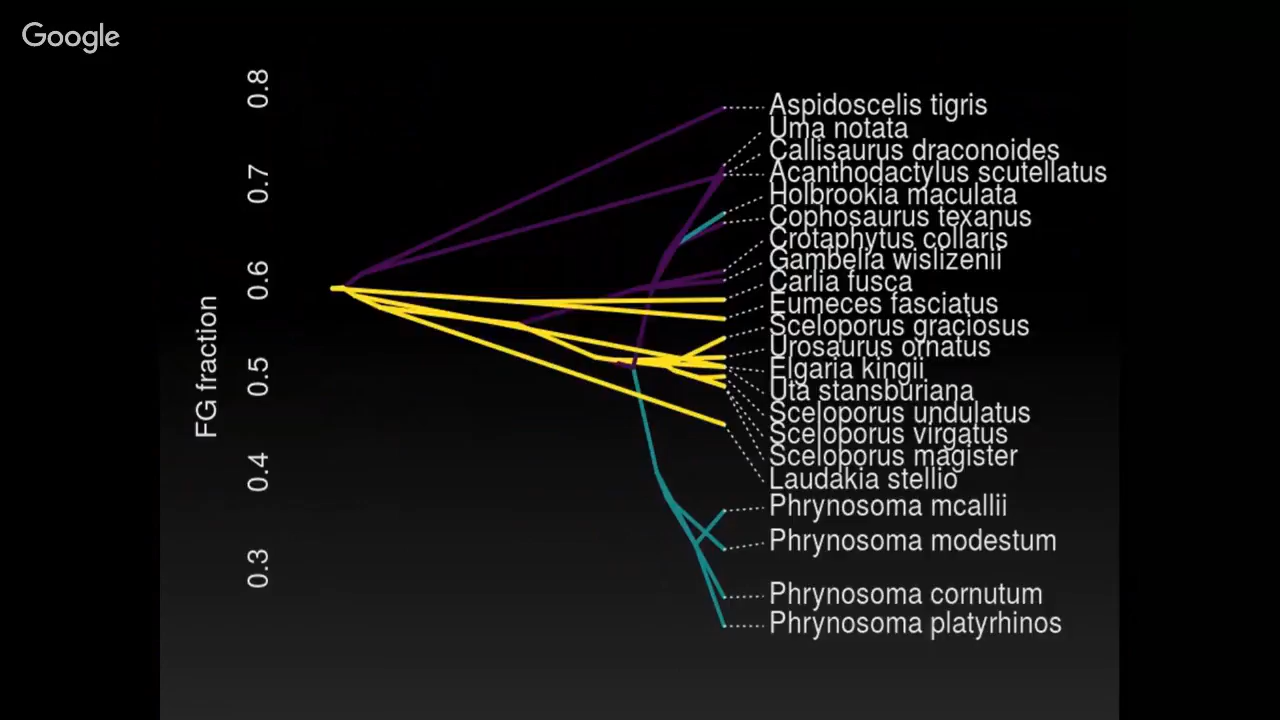 Google
0.8
0.7
0.6
0.5
0.4
0.3
FG fraction
Aspidoscelis tigris
Uma notata
Callisaurus draconoides
Acanthodactylus scutellatus
Holbrookia maculata
Cophosaurus texanus
Crotaphytus collaris
Gambelia wislizenii
Carlia fusca
Eumeces fasciatus
Sceloporus graciosus
Urosaurus ornatus
Elgaria kingii
Uta stansburiana
Sceloporus undulatus
Sceloporus virgatus
Sceloporus magister
Laudakia stellio
Phrynosoma mcallii
Phrynosoma modestum
Phrynosoma cornutum
Phrynosoma platyrhinos